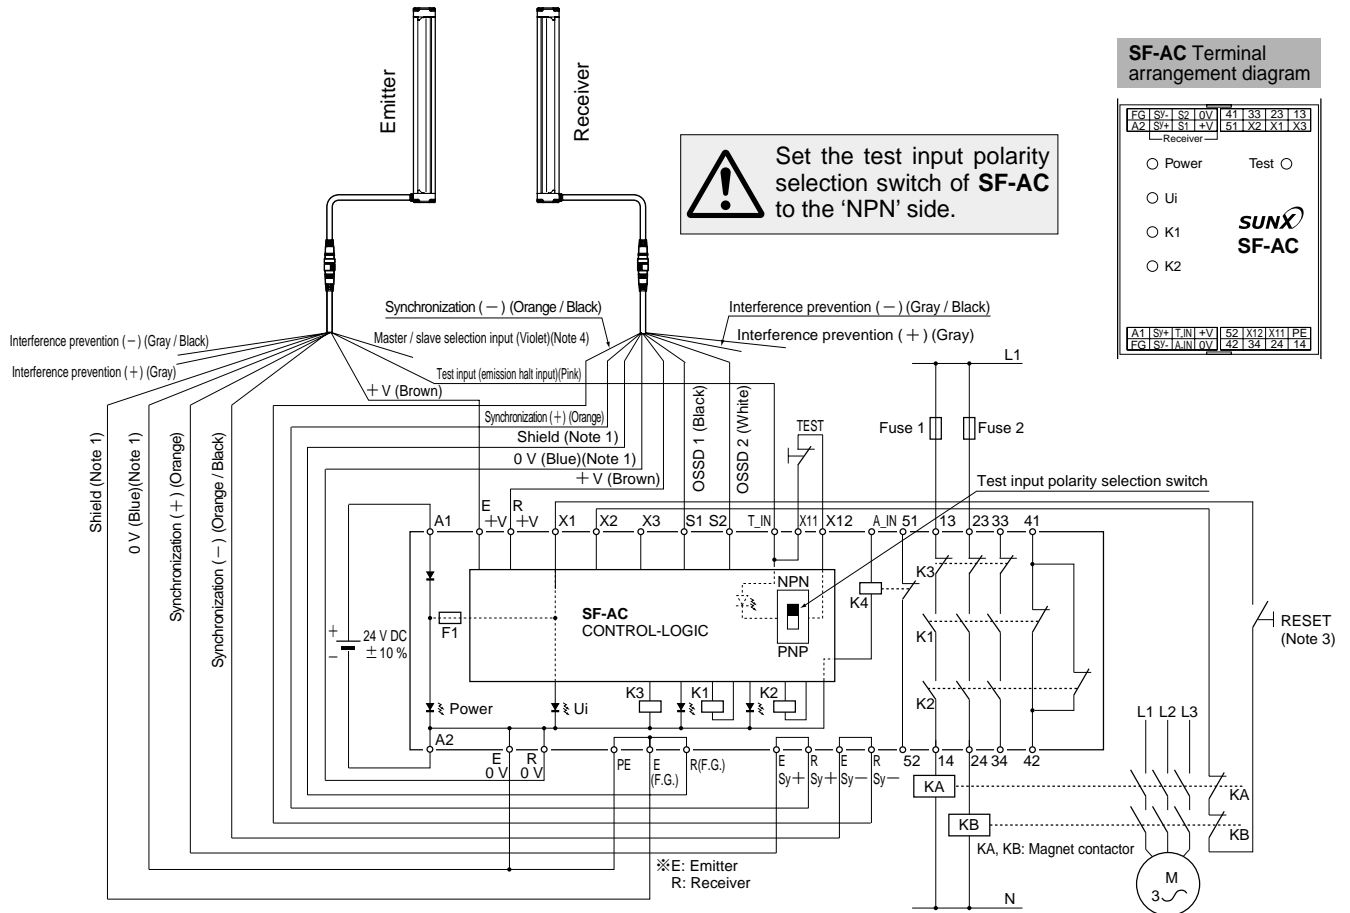 Emitter
Receiver
SF-AC Terminal
arrangement diagram
FG Sy- S2 0V 41 33 23 13
A2 Sy+ S1 +V 51 X2 X1 X3
Receiver
Power
Test
Ui
K1
K2
SUNX
SF-AC
A1 Sy+ T_IN +V 52 X12 X11 PE
FG Sy- A_IN 0V 42 34 24 14
Set the test input polarity
selection switch of SF-AC
to the ‘NPN’ side.
Synchronization (－) (Orange / Black)
Interference prevention (－) (Gray / Black)
Interference prevention (＋) (Gray)
Interference prevention (－) (Gray / Black)
Master / slave selection input (Violet)(Note 4)
Interference prevention (＋) (Gray)
Test input (emission halt input)(Pink)
＋V (Brown)
Synchronization (＋) (Orange)
Shield (Note 1)
0 V (Blue)(Note 1)
＋V (Brown)
OSSD 1 (Black)
OSSD 2 (White)
Shield (Note 1)
0 V (Blue)(Note 1)
Synchronization (＋) (Orange)
Synchronization (－) (Orange / Black)
TEST
L1
Fuse 1
Fuse 2
Test input polarity selection switch
A1
E
+V
R
+V
X1
X2
X3
S1
S2
T_IN
X11
X12
A_IN
51
13
23
33
41
NPN
PNP
SF-AC
CONTROL-LOGIC
F1
K3
K4
K1
K2
24 V DC
±10 %
+
−
K3
K1
K2
Power
Ui
RESET
(Note 3)
A2
E
0 V
R
0 V
PE
E
(F.G.)
R(F.G.)
E
Sy＋
R
Sy＋
E
Sy－
R
Sy－
52
14
24
34
42
L1 L2 L3
KA
KB
KA
KB
KA, KB: Magnet contactor
※E: Emitter
R: Receiver
M
3
N